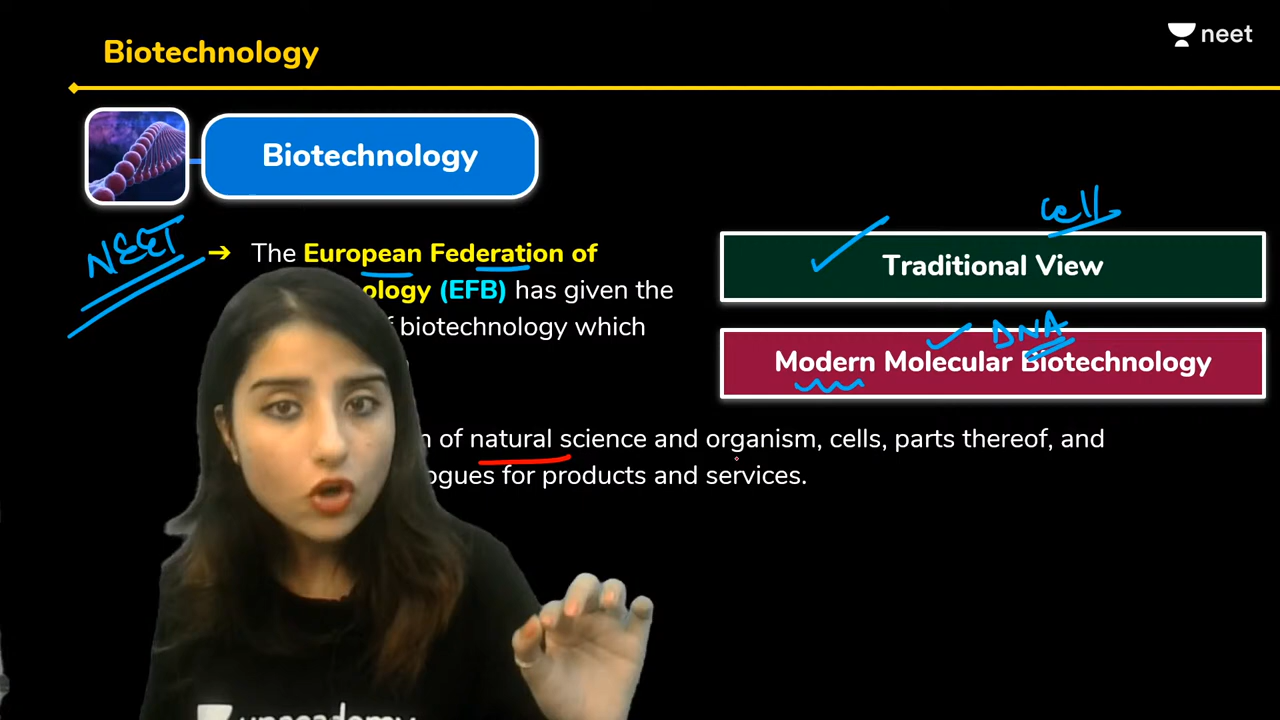 Biotechnology
neet
Biotechnology
NEET
The European Federation of
ology (EFB) has given the
f biotechnology which
Cell
Traditional View
DNA
Modern Molecular Biotechnology
n of natural science and organism, cells, parts thereof, and
ogues for products and services.
unacademy